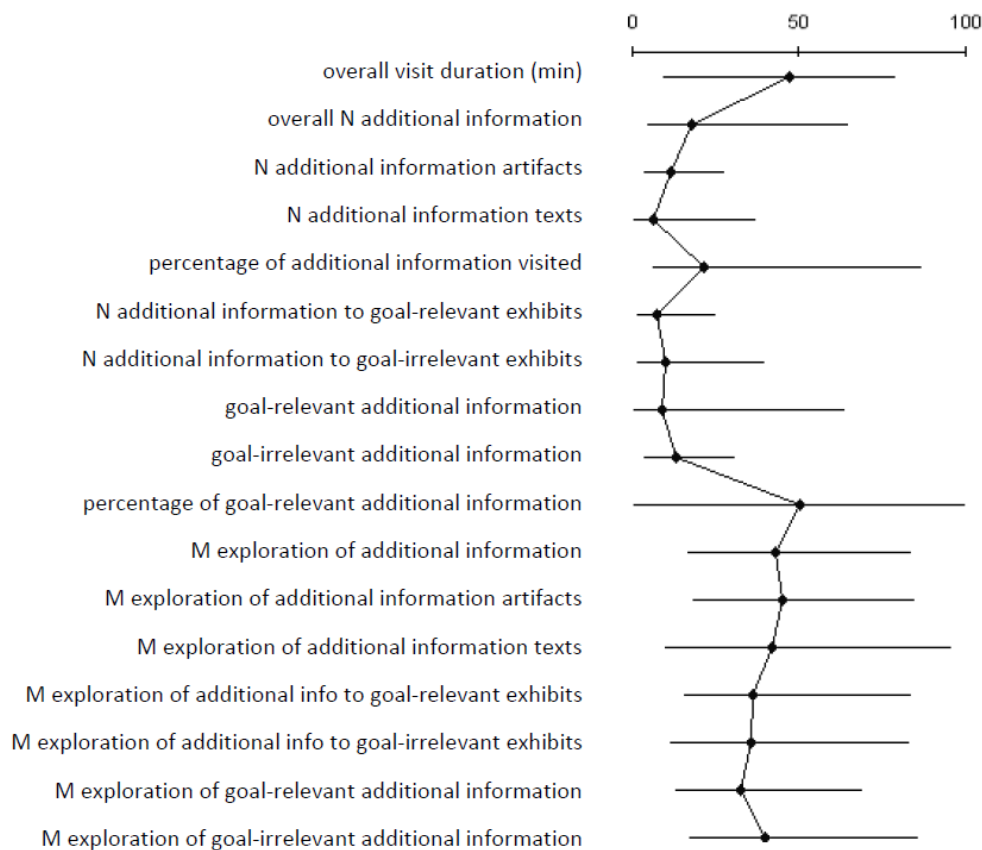 0 50 100
overall visit duration (min)
overall N additional information
N additional information artifacts
N additional information texts
percentage of additional information visited
N additional information to goal-relevant exhibits
N additional information to goal-irrelevant exhibits
goal-relevant additional information
goal-irrelevant additional information
percentage of goal-relevant additional information
M exploration of additional information
M exploration of additional information artifacts
M exploration of additional information texts
M exploration of additional info to goal-relevant exhibits
M exploration of additional info to goal-irrelevant exhibits
M exploration of goal-relevant additional information
M exploration of goal-irrelevant additional information